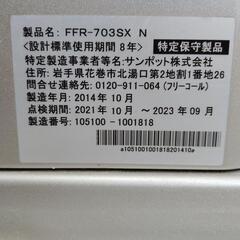 製品名: FFR-703SX N
<設計標準使用期間 8年> 特定保守製品
特定製造事業者等名:サンポット株式会社
住所:岩手県花巻市北湯口第2地割1番地26
問合せ連絡先:0120-911-064 (フリーコール)
製造年月:2014年10月
点検期間:2021年10月 ～ 2023年09月
製造番号:105100 -1001818
a1051001001818201410a